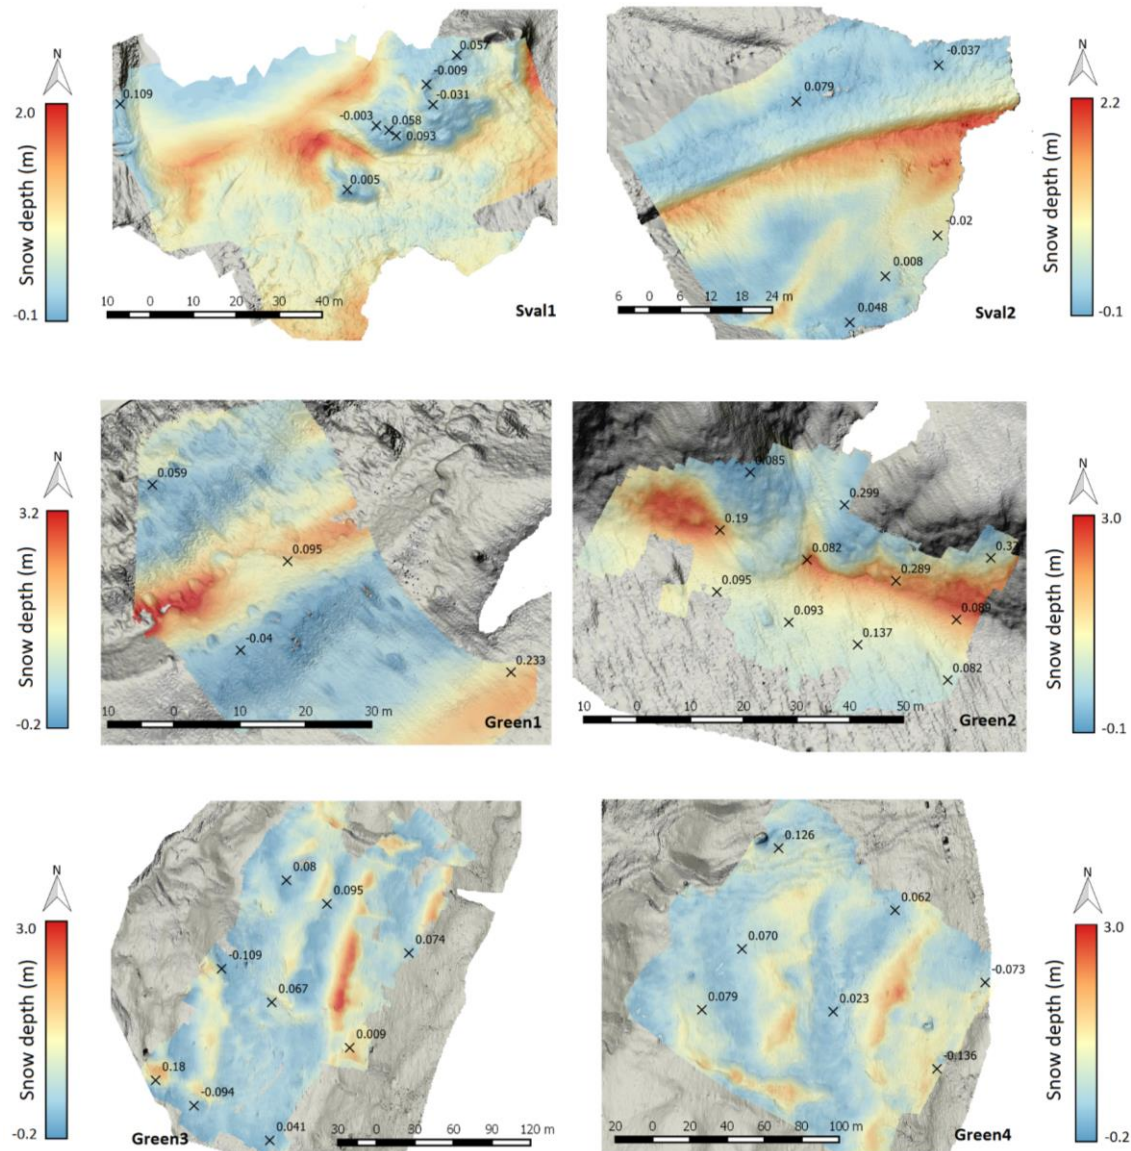 N
2.0
Snow depth (m)
-0.1
0.109
0.057
-0.009
-0.031
-0.003
0.058
0.093
0.005
10 0 10 20 30 40 m
Sval1
-0.037
0.079
-0.02
0.008
0.048
6 0 6 12 18 24 m
Sval2
N
2.2
Snow depth (m)
-0.1
N
3.2
Snow depth (m)
-0.2
0.059
0.095
-0.04
0.233
10 0 10 20 30 m
Green1
0.085
0.299
0.19
0.082
0.289
0.095
0.093
0.089
0.137
0.082
10 0 10 20 30 40 50 m
Green2
N
3.0
Snow depth (m)
-0.1
N
3.0
Snow depth (m)
-0.2
0.08
0.095
-0.109
0.074
0.067
0.009
0.18
-0.094
0.041
Green3
30 0 30 60 90 120 m
0.126
0.062
0.070
-0.073
0.079
0.023
-0.136
20 0 20 40 60 80 100 m
Green4
N
3.0
Snow depth (m)
-0.2